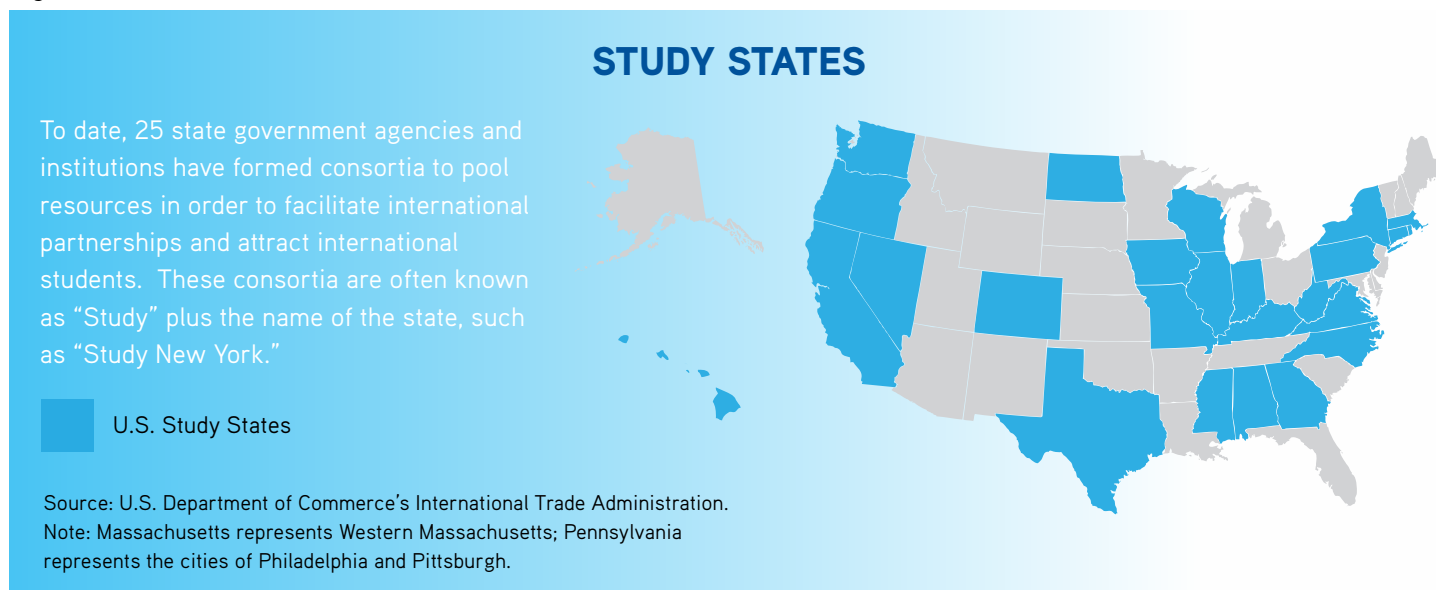 STUDY STATES
To date, 25 state government agencies and
institutions have formed consortia to pool
resources in order to facilitate international
partnerships and attract international
students.  These consortia are often known
as “Study” plus the name of the state, such
as “Study New York.”
U.S. Study States
Source: U.S. Department of Commerce’s International Trade Administration.
Note: Massachusetts represents Western Massachusetts; Pennsylvania
represents the cities of Philadelphia and Pittsburgh.